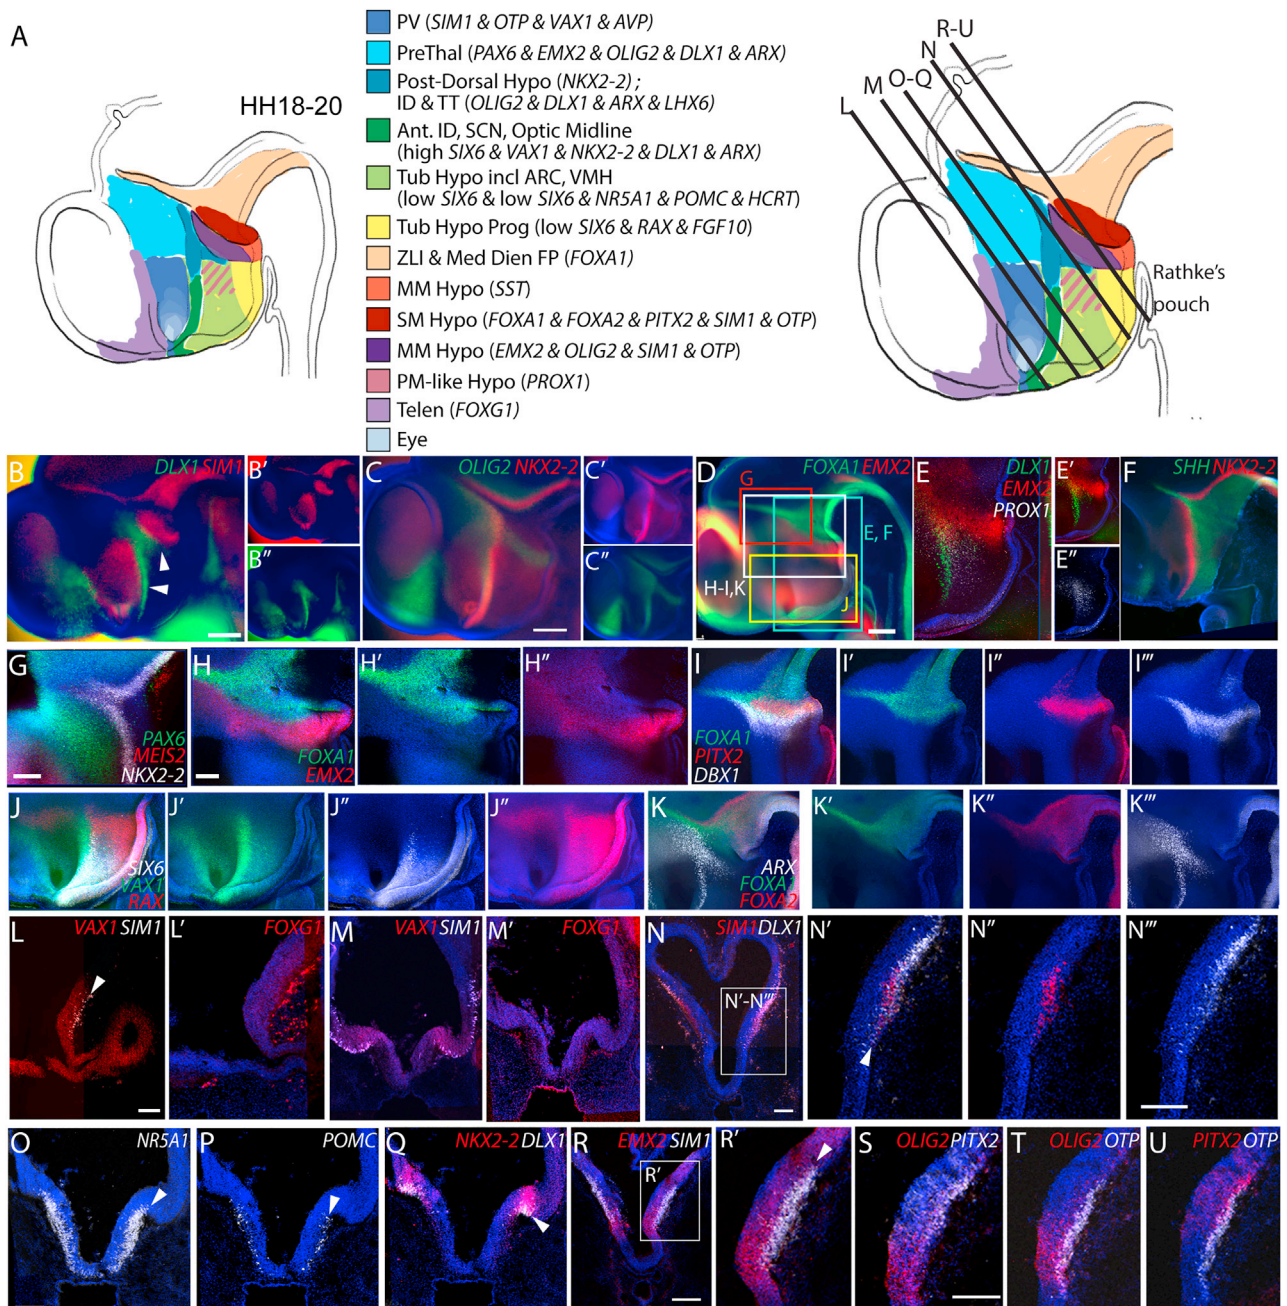 A
HH18-20
PV (SIM1 & OTP & VAX1 & AVP)
PreThal (PAX6 & EMX2 & OLIG2 & DLX1 & ARX)
Post-Dorsal Hypo (NKX2-2) ;
ID & TT (OLIG2 & DLX1 & ARX & LHX6)
Ant. ID, SCN, Optic Midline
(high SIX6 & VAX1 & NKX2-2 & DLX1 & ARX)
Tub Hypo incl ARC, VMH
(low SIX6 & low SIX6 & NR5A1 & POMC & HCRT)
Tub Hypo Prog (low SIX6 & RAX & FGF10)
ZLI & Med Dien FP (FOXA1)
MM Hypo (SST)
SM Hypo (FOXA1 & FOXA2 & PITX2 & SIM1 & OTP)
MM Hypo (EMX2 & OLIG2 & SIM1 & OTP)
PM-like Hypo (PROX1)
Telen (FOXG1)
Eye
R-U
N
O-Q
M
L
Rathke's
pouch
B DLX1 SIM1
B'
B"
C OLIG2 NKX2-2
C'
C"
D FOXA1 EMX2
G
E, F
H-I,K
J
E DLX1
EMX2
PROX1
E'
E"
F SHH NKX2-2
G
PAX6
MEIS2
NKX2-2
H
FOXA1
EMX2
H'
H"
I
FOXA1
PITX2
DBX1
I'
I"
I'"
J
SIX6
VAX1
RAX
J'
J"
J"
K
ARX
FOXA1
FOXA2
K'
K"
K'"
L VAX1 SIM1
L' FOXG1
M VAX1 SIM1
M' FOXG1
N SIM1 DLX1
N'-N'"
N'
N"
N'"
O NR5A1
P POMC
Q NKX2-2 DLX1
R EMX2 SIM1
R'
R'
S OLIG2 PITX2
T OLIG2 OTP
U PITX2 OTP